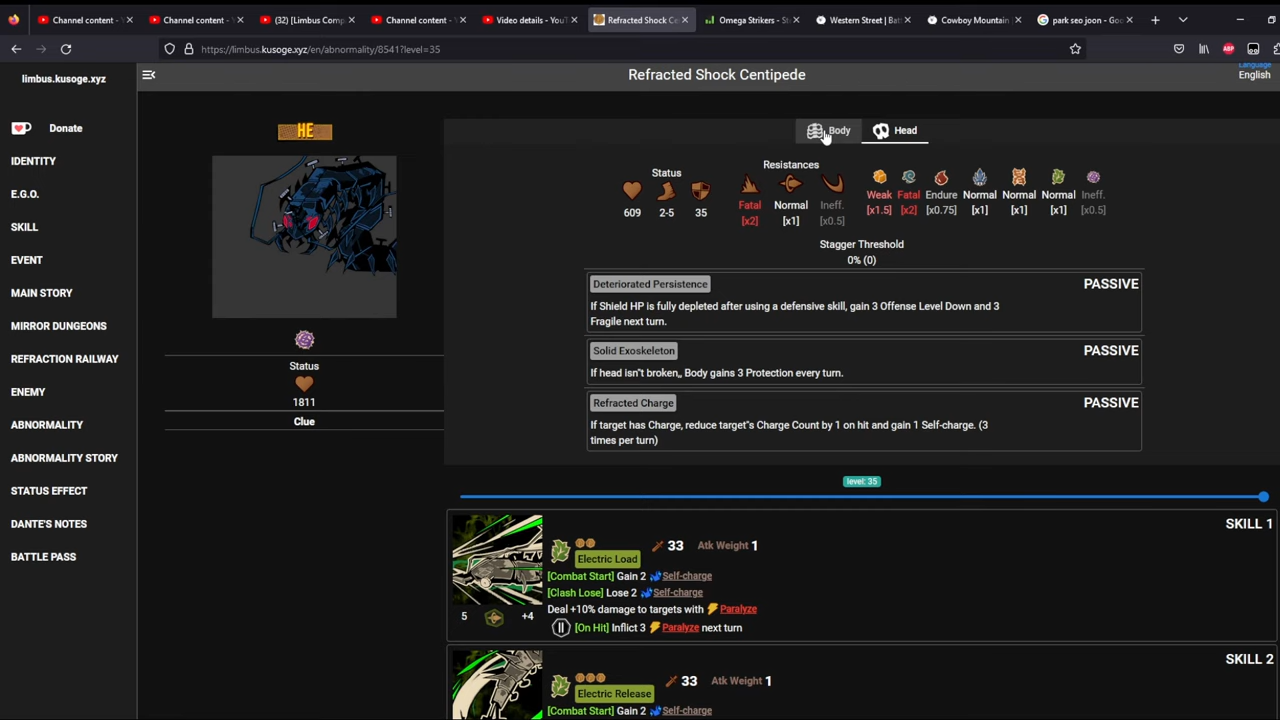 Channel content -
Channel content - V
(32) [Limbus Comp
Channel content -
Video details - YouT
Refracted Shock Ce
Omega Strikers - S
Western Street | Bat
Cowboy Mountain |
park seo joon - Goo
https://limbus.kusoge.xyz/en/abnormality/8541?level=35
ABP
limbus.kusoge.xyz
Refracted Shock Centipede
Language
English
Donate
IDENTITY
E.G.O.
SKILL
EVENT
MAIN STORY
MIRROR DUNGEONS
REFRACTION RAILWAY
ENEMY
ABNORMALITY
ABNORMALITY STORY
STATUS EFFECT
DANTE'S NOTES
BATTLE PASS
HE
Status
1811
Clue
Body Head
Status
609 2-5 35
Resistances
Fatal Normal Ineff.
[x2] [x1] [x0.5]
Weak Fatal Endure Normal Normal Normal Ineff.
[x1.5] [x2] [x0.75] [x1] [x1] [x1] [x0.5]
Stagger Threshold
0% (0)
Deteriorated Persistence PASSIVE
If Shield HP is fully depleted after using a defensive skill, gain 3 Offense Level Down and 3
Fragile next turn.
Solid Exoskeleton PASSIVE
If head isn"t broken,, Body gains 3 Protection every turn.
Refracted Charge PASSIVE
If target has Charge, reduce target"s Charge Count by 1 on hit and gain 1 Self-charge. (3
times per turn)
level: 35
SKILL 1
33 Atk Weight 1
Electric Load
[Combat Start] Gain 2 Self-charge
[Clash Lose] Lose 2 Self-charge
Deal +10% damage to targets with Paralyze
5 +4
[On Hit] Inflict 3 Paralyze next turn
SKILL 2
33 Atk Weight 1
Electric Release
[Combat Start] Gain 2 Self-charge